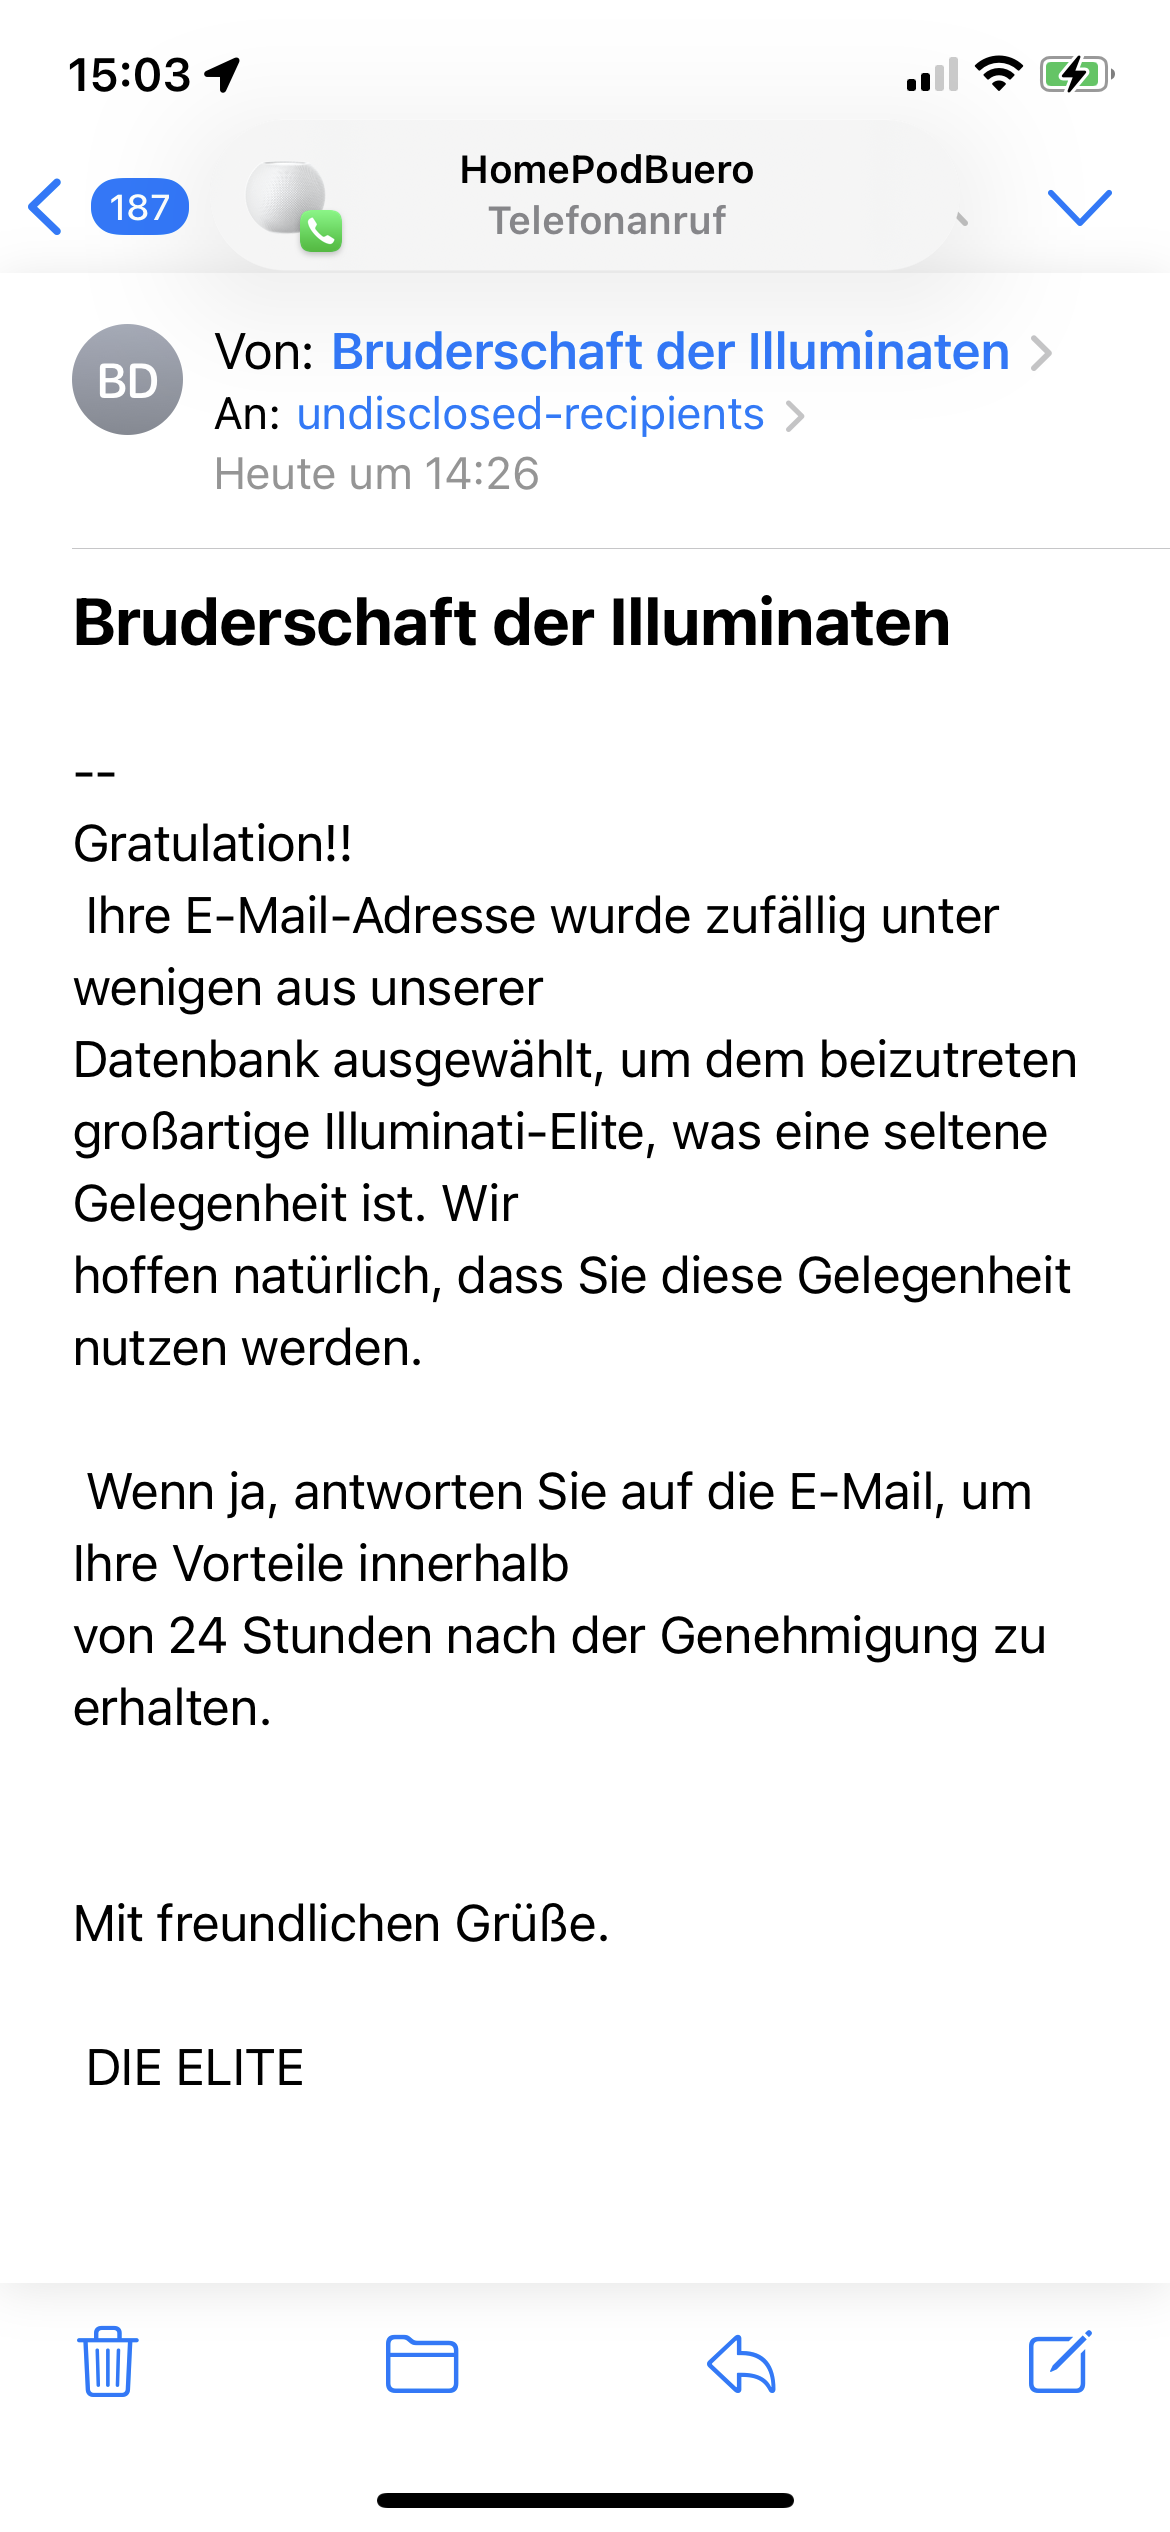 15:03
187
HomePodBuero
Telefonanruf
BD
Von: Bruderschaft der Illuminaten
An: undisclosed-recipients
Heute um 14:26
Bruderschaft der Illuminaten
--
Gratulation!!
Ihre E-Mail-Adresse wurde zufällig unter
wenigen aus unserer
Datenbank ausgewählt, um dem beizutreten
großartige Illuminati-Elite, was eine seltene
Gelegenheit ist. Wir
hoffen natürlich, dass Sie diese Gelegenheit
nutzen werden.
Wenn ja, antworten Sie auf die E-Mail, um
Ihre Vorteile innerhalb
von 24 Stunden nach der Genehmigung zu
erhalten.
Mit freundlichen Grüße.
DIE ELITE